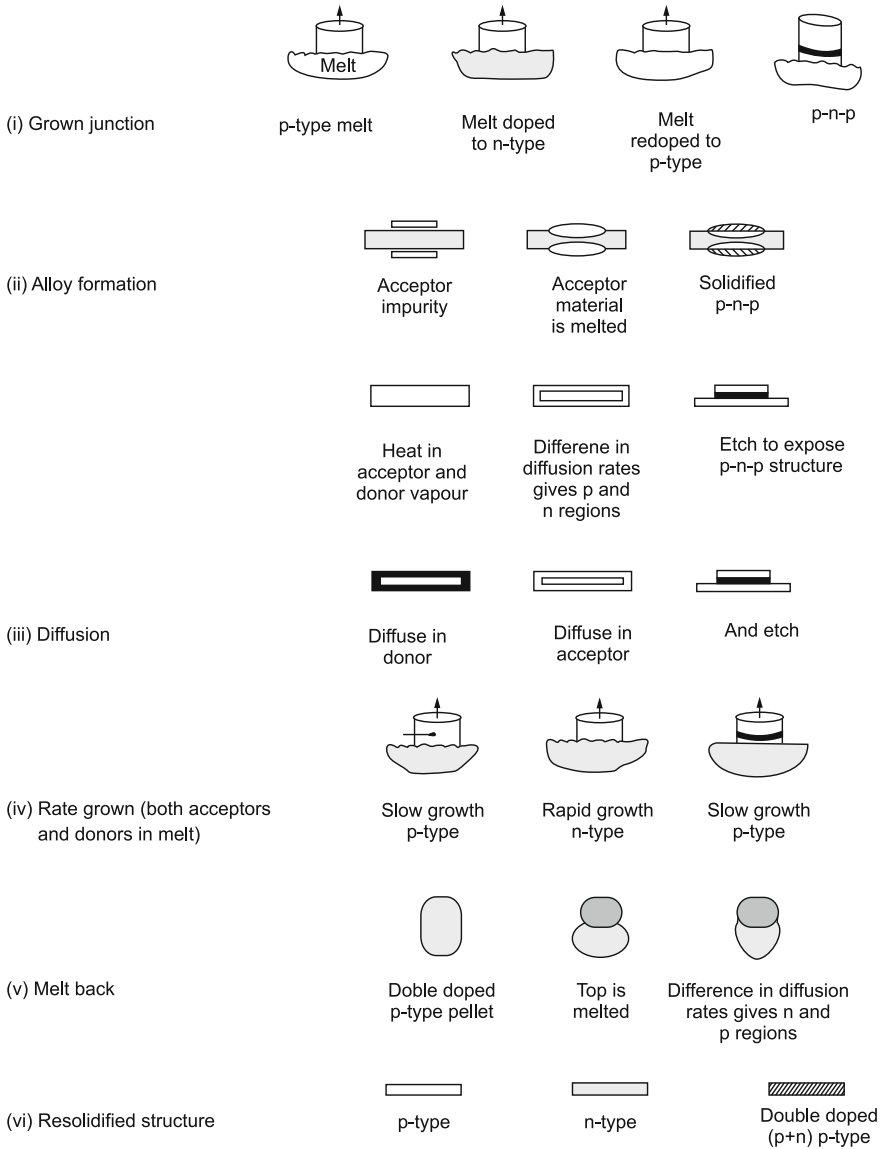 Melt
(i) Grown junction
p-type melt
Melt doped
to n-type
Melt
redoped to
p-type
p-n-p
(ii) Alloy formation
Acceptor
impurity
Acceptor
material
is melted
Solidified
p-n-p
Heat in
acceptor and
donor vapour
Differene in
diffusion rates
gives p and
n regions
Etch to expose
p-n-p structure
(iii) Diffusion
Diffuse in
donor
Diffuse in
acceptor
And etch
(iv) Rate grown (both acceptors
and donors in melt)
Slow growth
p-type
Rapid growth
n-type
Slow growth
p-type
(v) Melt back
Doble doped
p-type pellet
Top is
melted
Difference in diffusion
rates gives n and
p regions
(vi) Resolidified structure
p-type
n-type
Double doped
(p+n) p-type